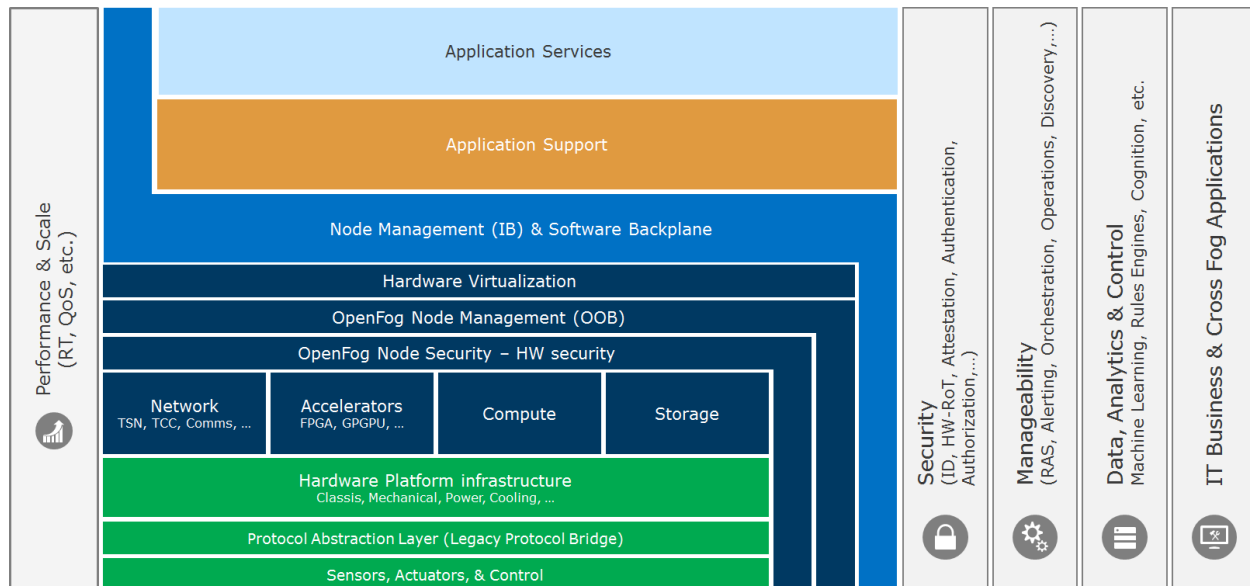 Performance & Scale
(RT, QoS, etc.)
Application Services
Application Support
Node Management (IB) & Software Backplane
Hardware Virtualization
OpenFog Node Management (OOB)
OpenFog Node Security – HW security
Network
TSN, TCC, Comms, ...
Accelerators
FPGA, GPGPU, ...
Compute
Storage
Hardware Platform infrastructure
Classis, Mechanical, Power, Cooling, ...
Protocol Abstraction Layer (Legacy Protocol Bridge)
Sensors, Actuators, & Control
Security
(ID, HW-RoT, Attestation, Authentication,
Authorization,...)
Manageability
(RAS, Alerting, Orchestration, Operations, Discovery,...)
Data, Analytics & Control
Machine Learning, Rules Engines, Cognition, etc.
IT Business & Cross Fog Applications